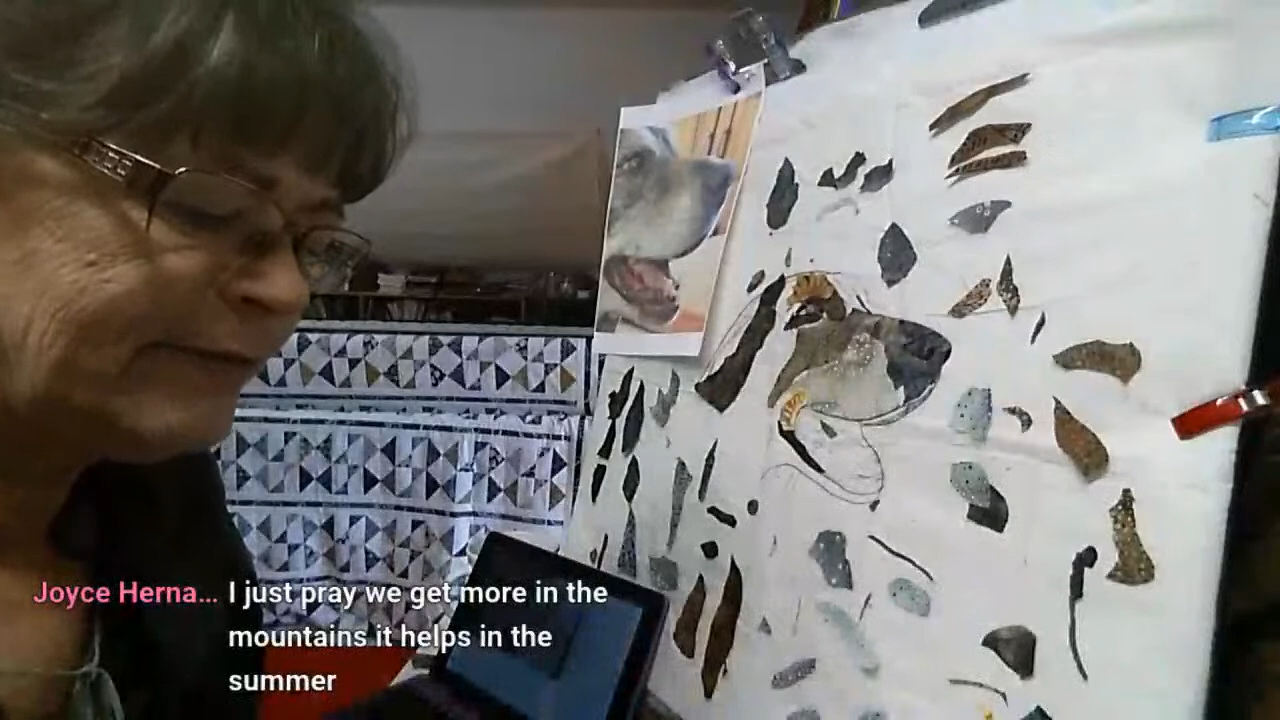 Joyce Herna... I just pray we get more in the
mountains it helps in the
summer